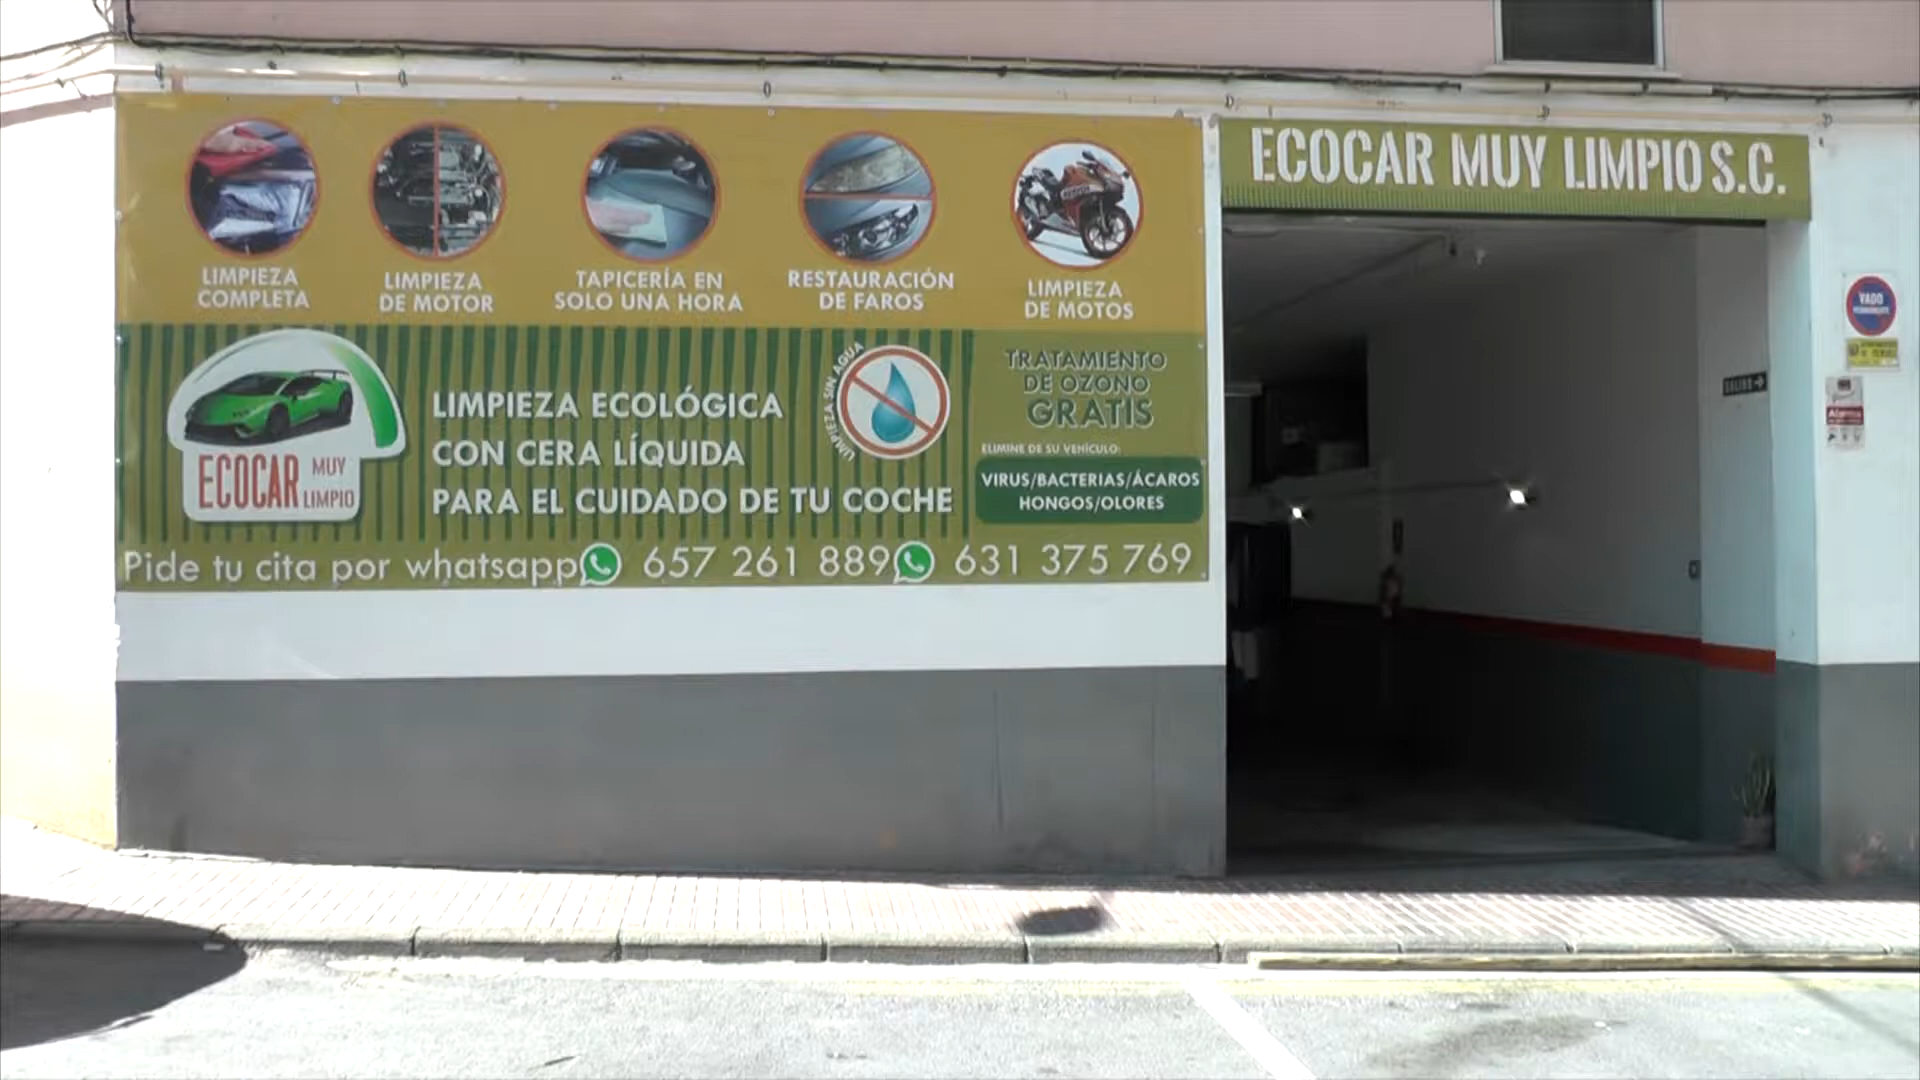 LIMPIEZA
COMPLETA
LIMPIEZA
DE MOTOR
TAPICERÍA EN
SOLO UNA HORA
RESTAURACIÓN
DE FAROS
LIMPIEZA
DE MOTOS
ECOCAR MUY LIMPIO
LIMPIEZA ECOLÓGICA
CON CERA LÍQUIDA
PARA EL CUIDADO DE TU COCHE
LIMPIEZA SIN AGUA
TRATAMIENTO
DE OZONO
GRATIS
ELIMINE DE SU VEHÍCULO:
VIRUS/BACTERIAS/ÁCAROS
HONGOS/OLORES
Pide tu cita por whatsapp 657 261 889 631 375 769
ECOCAR MUY LIMPIO S.C.
VADO
PERMANENTE
SALIDA
Alarma